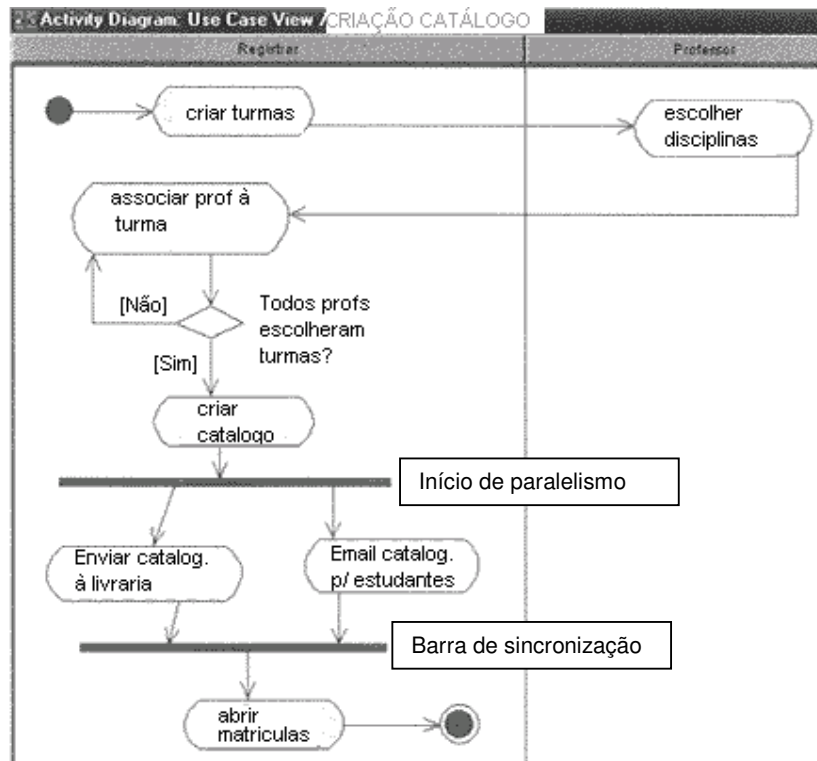 Activity Diagram: Use Case View / CRIAÇÃO CATÁLOGO
Registrar
Professor
criar turmas
escolher
disciplinas
associar prof à
turma
[Não]
Todos profs
escolheram
turmas?
[Sim]
criar
catalogo
Início de paralelismo
Enviar catalog.
à livraria
Email catalog.
p/ estudantes
Barra de sincronização
abrir
matriculas